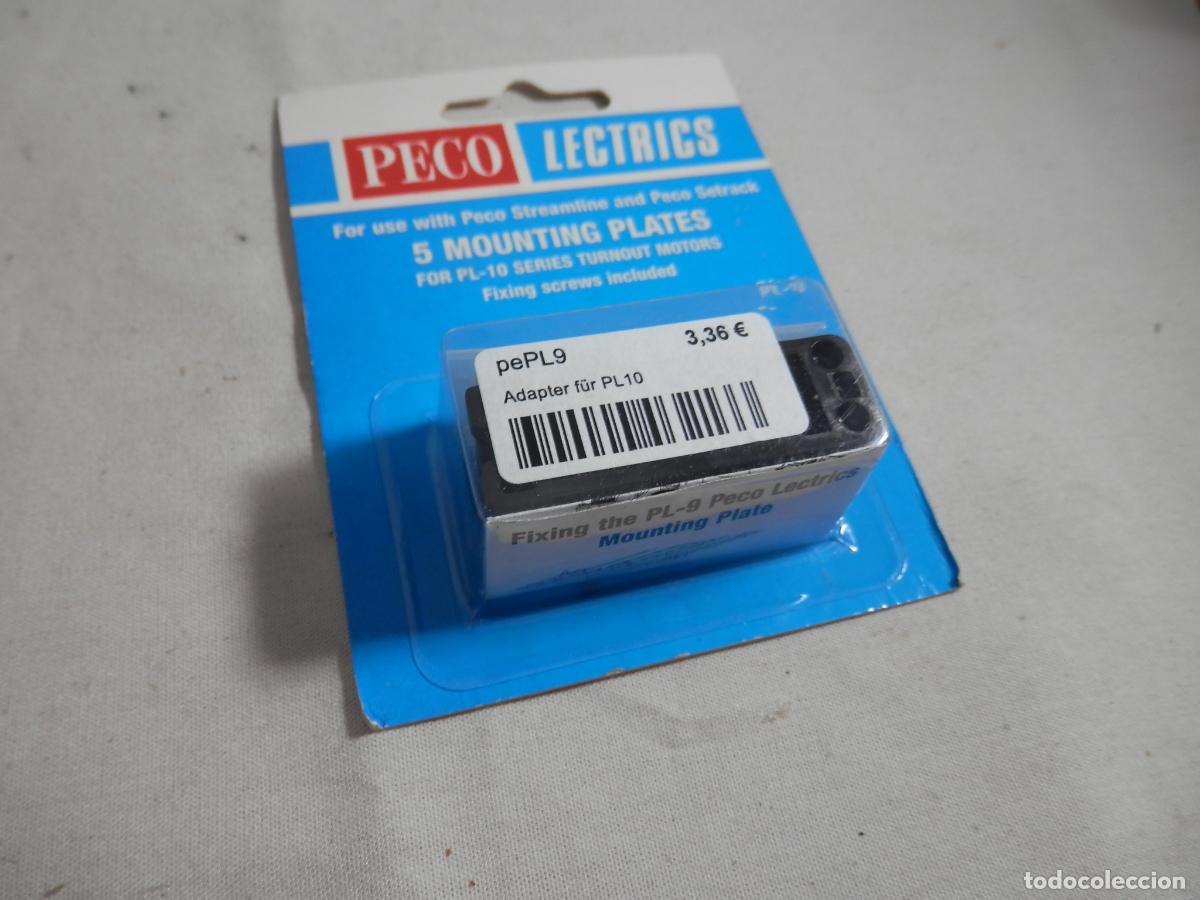 PECO LECTRICS
For use with Peco Streamline and Peco Setrack
5 MOUNTING PLATES
FOR PL-10 SERIES TURNOUT MOTORS
Fixing screws included
pePL9 3,36 €
Adapter für PL10
Fixing the PL-9 Peco Lectrics
Mounting Plate
todocoleccion